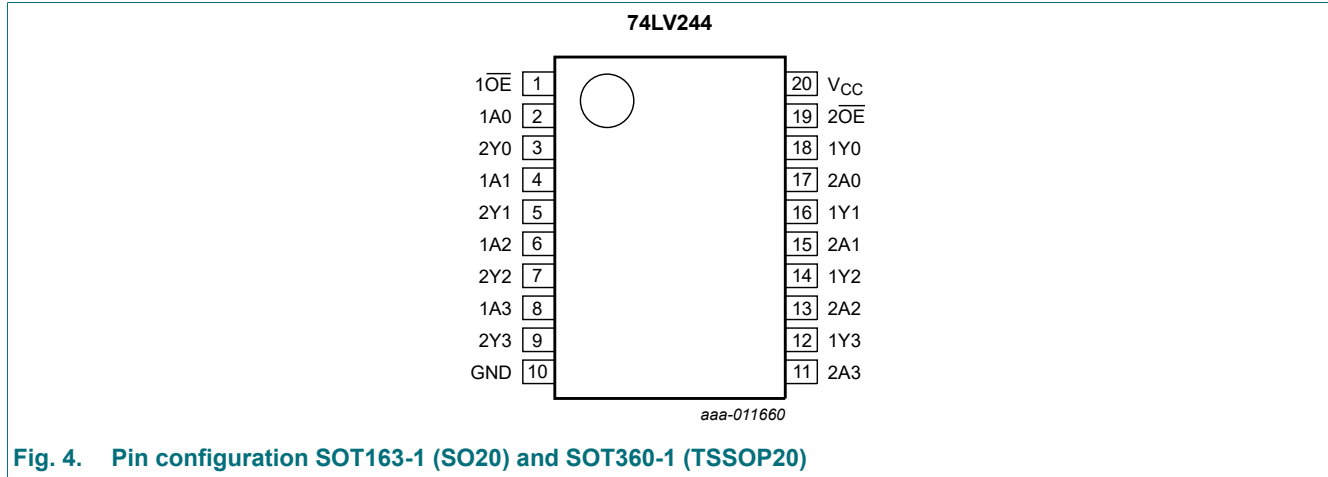 74LV244
1O̅E̅ 1 20 VCC
1A0 2 19 2O̅E̅
2Y0 3 18 1Y0
1A1 4 17 2A0
2Y1 5 16 1Y1
1A2 6 15 2A1
2Y2 7 14 1Y2
1A3 8 13 2A2
2Y3 9 12 1Y3
GND 10 11 2A3
aaa-011660
Fig. 4. Pin configuration SOT163-1 (SO20) and SOT360-1 (TSSOP20)